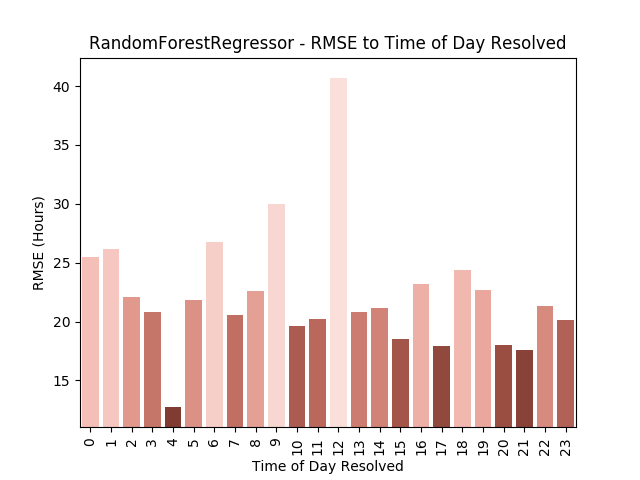 RandomForestRegressor - RMSE to Time of Day Resolved
40
35
30
25
20
15
RMSE (Hours)
0 1 2 3 4 5 6 7 8 9 10 11 12 13 14 15 16 17 18 19 20 21 22 23
Time of Day Resolved